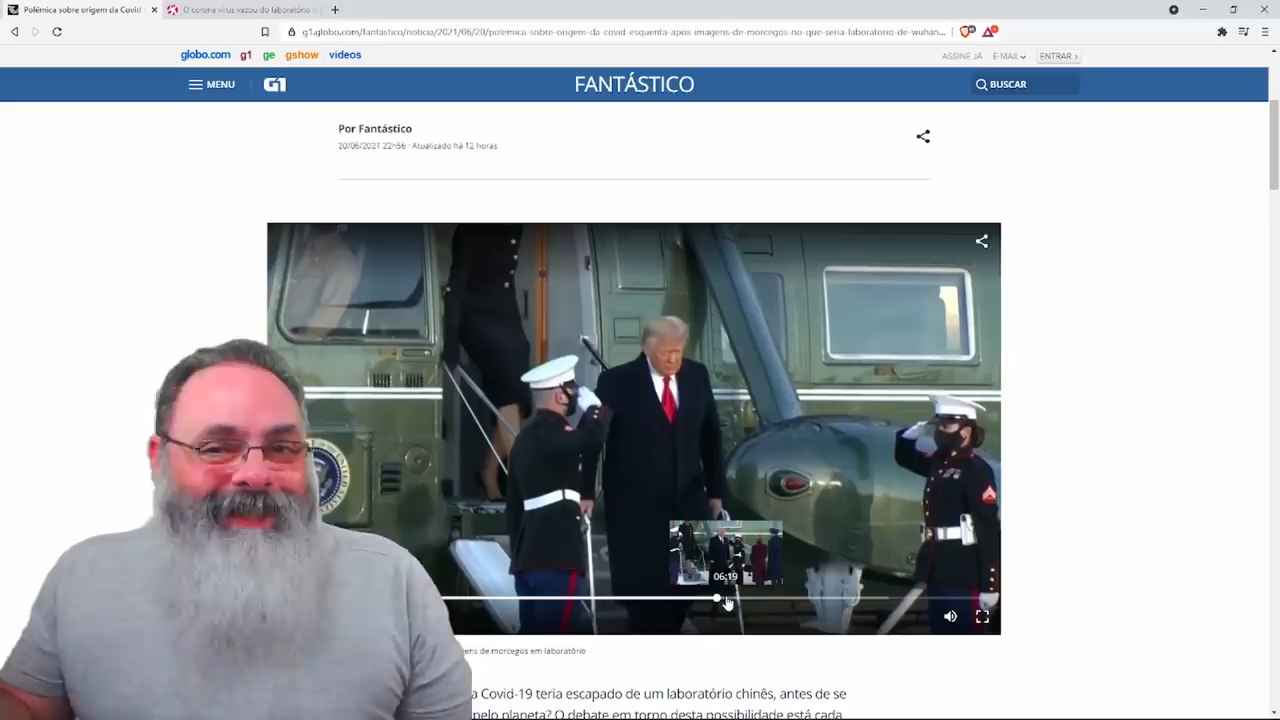 Polêmica sobre origem da Covid
O corona vírus vazou do laboratório
g1.globo.com/fantastico/noticia/2021/06/20/polemica-sobre-origem-da-covid-esquenta-apos-imagens-de-morcegos-no-que-seria-laboratorio-de-wuhan...
globo.com g1 ge gshow videos
ASSINE JÁ E-MAIL ENTRAR
MENU G1 FANTÁSTICO BUSCAR
Por Fantástico
20/06/2021 22h56 · Atualizado há 12 horas
06:19
de morcegos em laboratório
a Covid-19 teria escapado de um laboratório chinês, antes de se
pelo planeta? O debate em torno desta possibilidade está cada